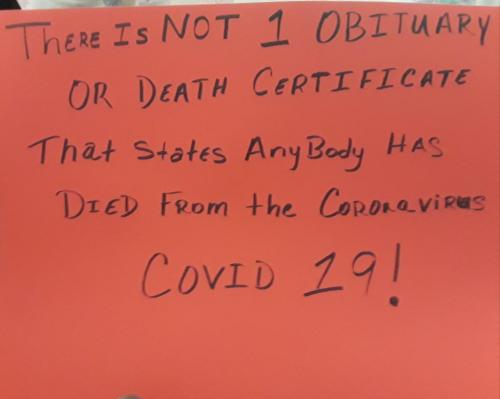 There Is NOT 1 OBITUARY
OR DEATH CERTIFICATE
That States AnyBody HAS
DIED From the Coronavirus
COVID 19!